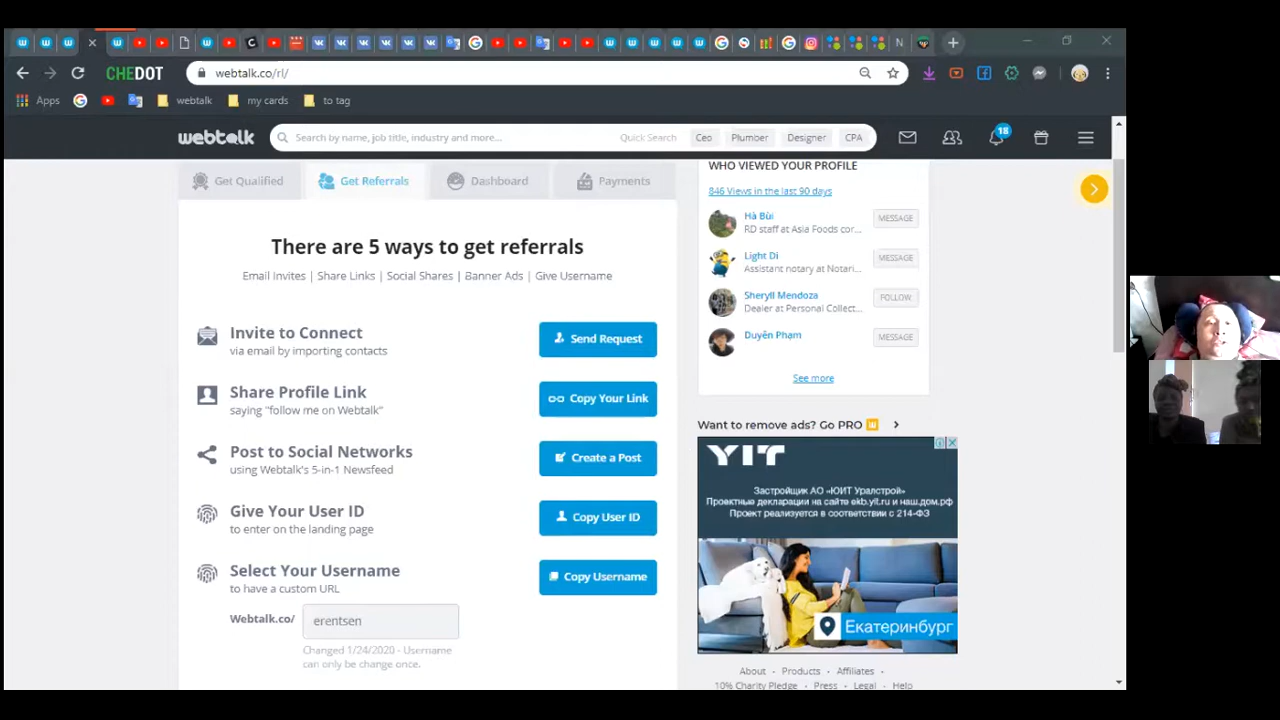 CHEDOT
webtalk.co/rl/
Apps
webtalk
my cards
to tag
webtalk
Search by name, job title, industry and more...
Quick Search
Ceo
Plumber
Designer
CPA
18
Get Qualified
Get Referrals
Dashboard
Payments
There are 5 ways to get referrals
Email Invites | Share Links | Social Shares | Banner Ads | Give Username
Invite to Connect
via email by importing contacts
Send Request
Share Profile Link
saying "follow me on Webtalk"
Copy Your Link
Post to Social Networks
using Webtalk's 5-in-1 Newsfeed
Create a Post
Give Your User ID
to enter on the landing page
Copy User ID
Select Your Username
to have a custom URL
Copy Username
Webtalk.co/
erentsen
Changed 1/24/2020 - Username
can only be change once.
WHO VIEWED YOUR PROFILE
846 Views in the last 90 days
Hà Bùi
RD staff at Asia Foods cor...
MESSAGE
Light Di
Assistant notary at Notari...
MESSAGE
Sheryll Mendoza
Dealer at Personal Collect...
FOLLOW
Duyên Phạm
MESSAGE
See more
Want to remove ads? Go PRO
YIT
Застройщик АО «ЮИТ Уралстрой»
Проектные декларации на сайте ekb.yit.ru и наш.дом.рф
Проект реализуется в соответствии с 214-ФЗ
Екатеринбург
About · Products · Affiliates ·
10% Charity Pledge · Press · Legal · Help